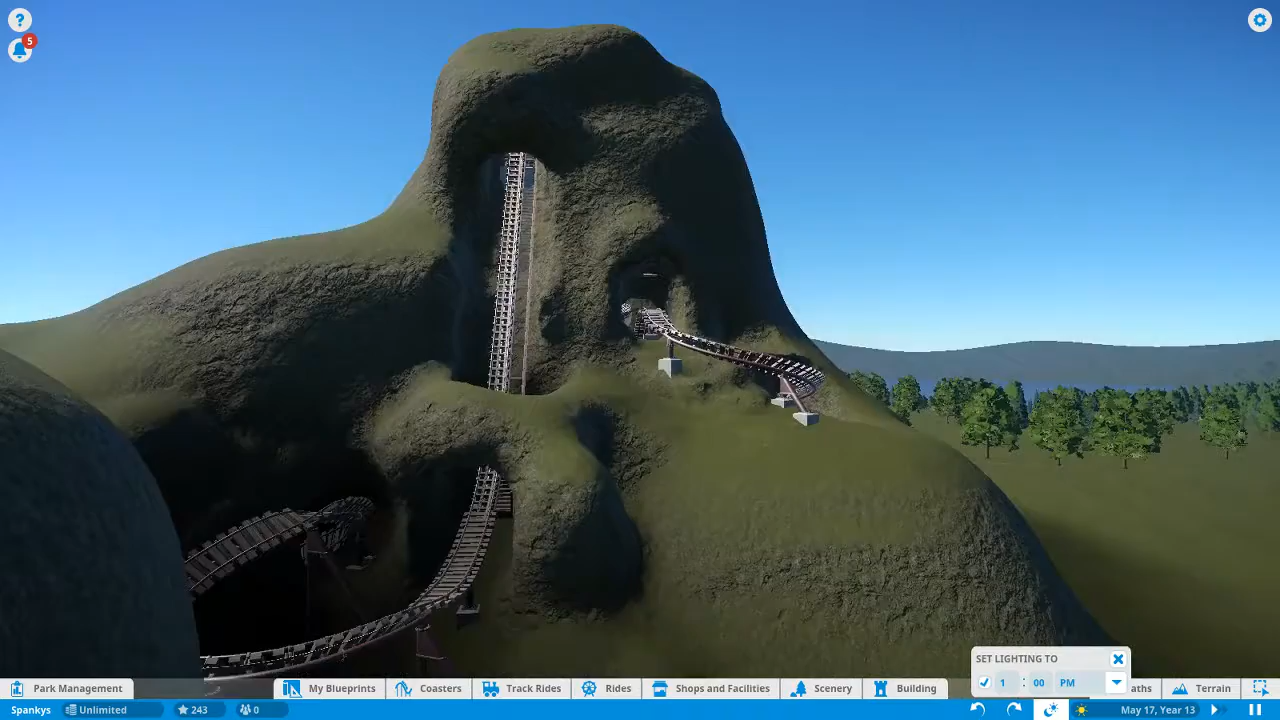 ?
5
SET LIGHTING TO
1 : 00 PM
Park Management
My Blueprints
Coasters
Track Rides
Rides
Shops and Facilities
Scenery
Building
aths
Terrain
Spankys
Unlimited
243
0
May 17, Year 13